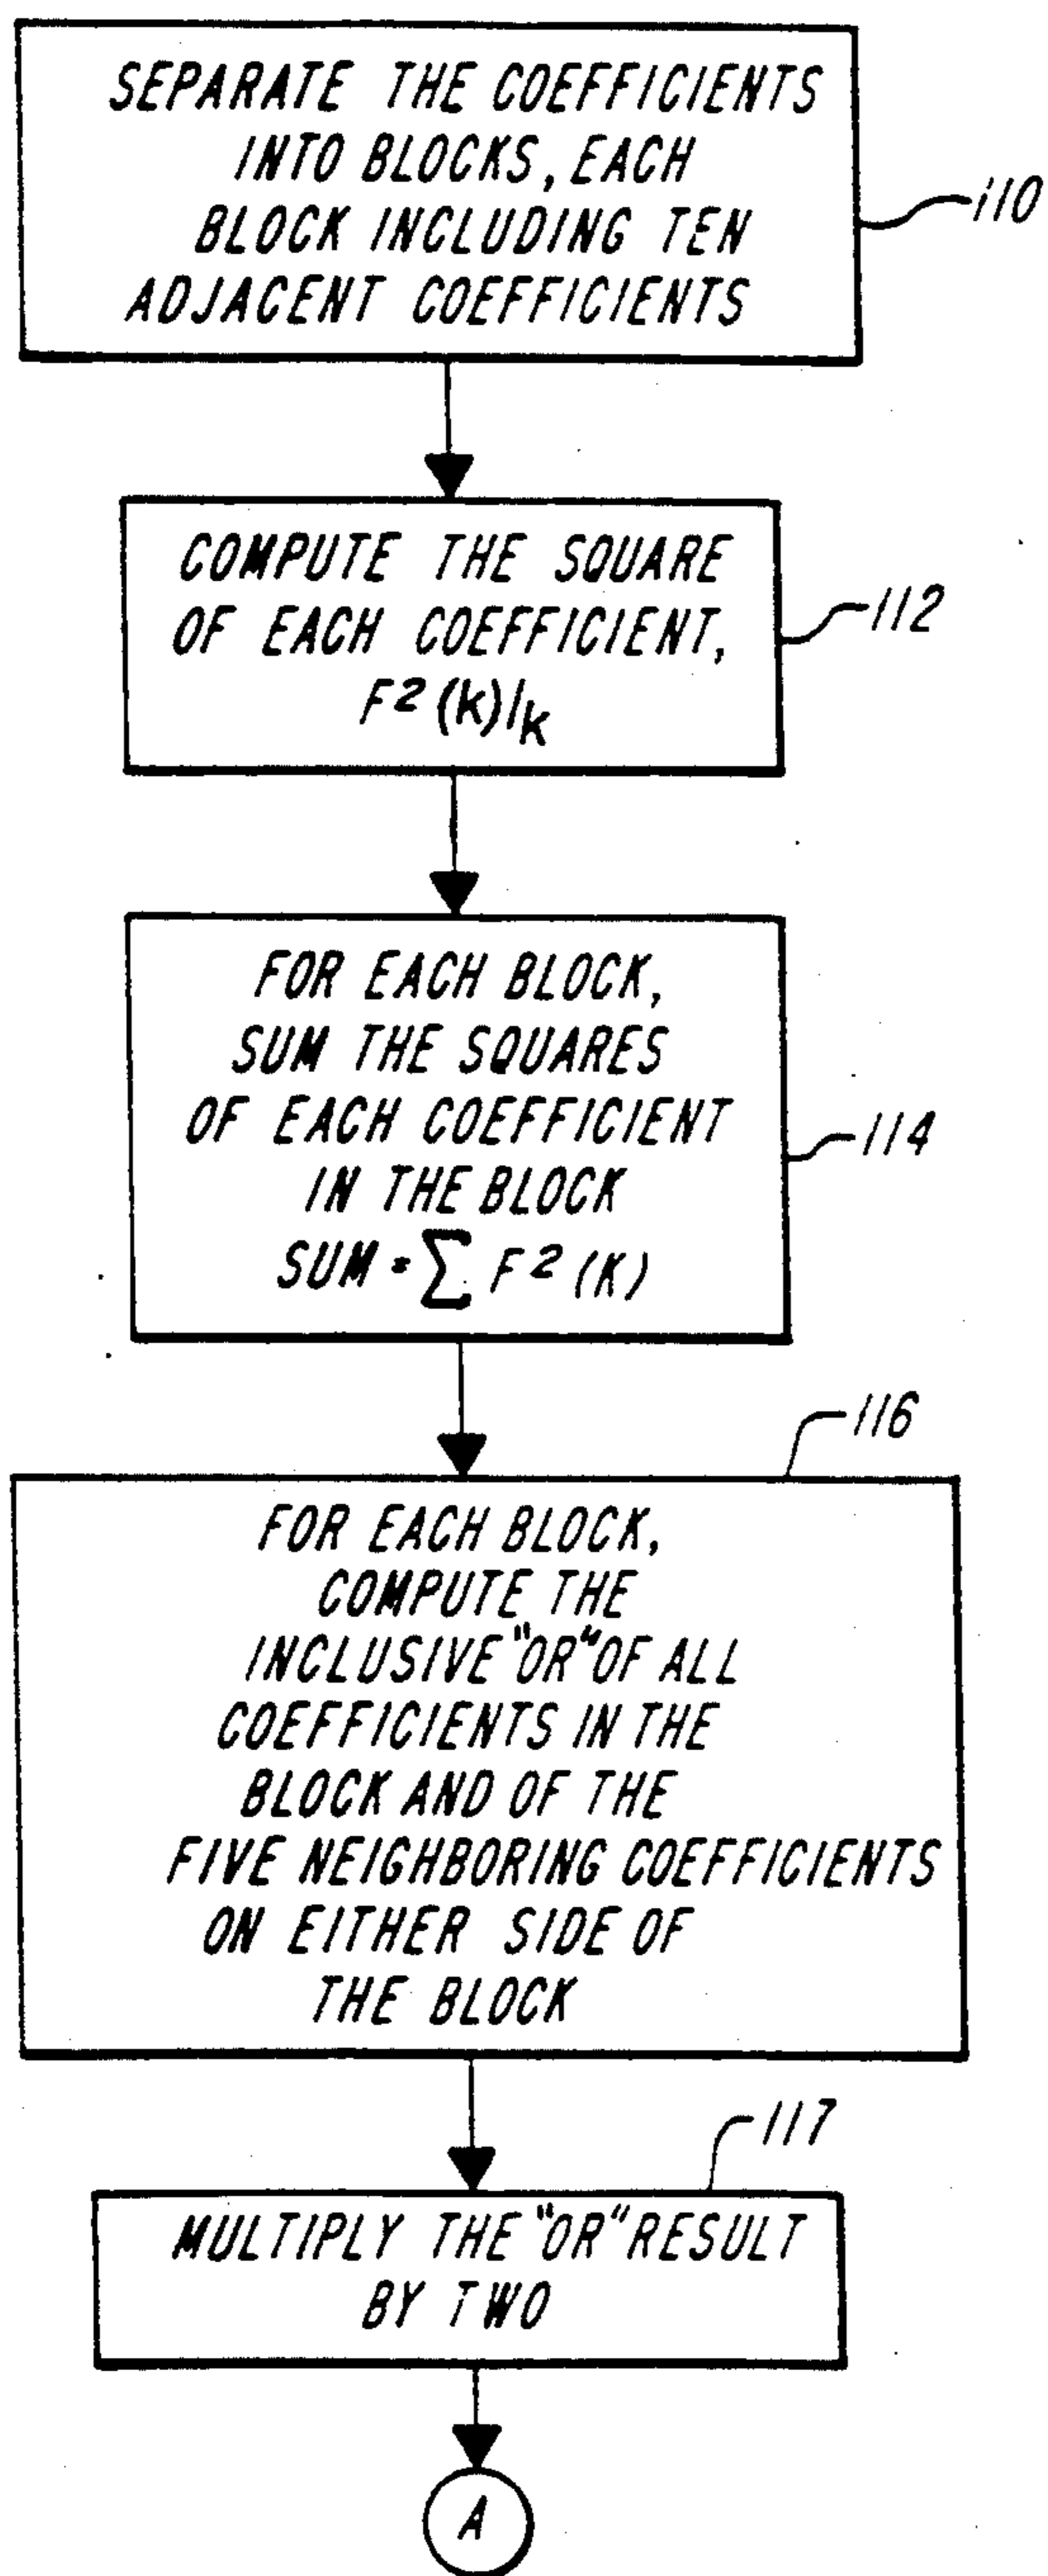 SEPARATE THE COEFFICIENTS
INTO BLOCKS, EACH
BLOCK INCLUDING TEN
ADJACENT COEFFICIENTS
110
COMPUTE THE SQUARE
OF EACH COEFFICIENT,
F²(k)/k
112
FOR EACH BLOCK,
SUM THE SQUARES
OF EACH COEFFICIENT
IN THE BLOCK
SUM = ∑ F²(K)
114
116
FOR EACH BLOCK,
COMPUTE THE
INCLUSIVE "OR" OF ALL
COEFFICIENTS IN THE
BLOCK AND OF THE
FIVE NEIGHBORING COEFFICIENTS
ON EITHER SIDE OF
THE BLOCK
117
MULTIPLY THE "OR" RESULT
BY TWO
A